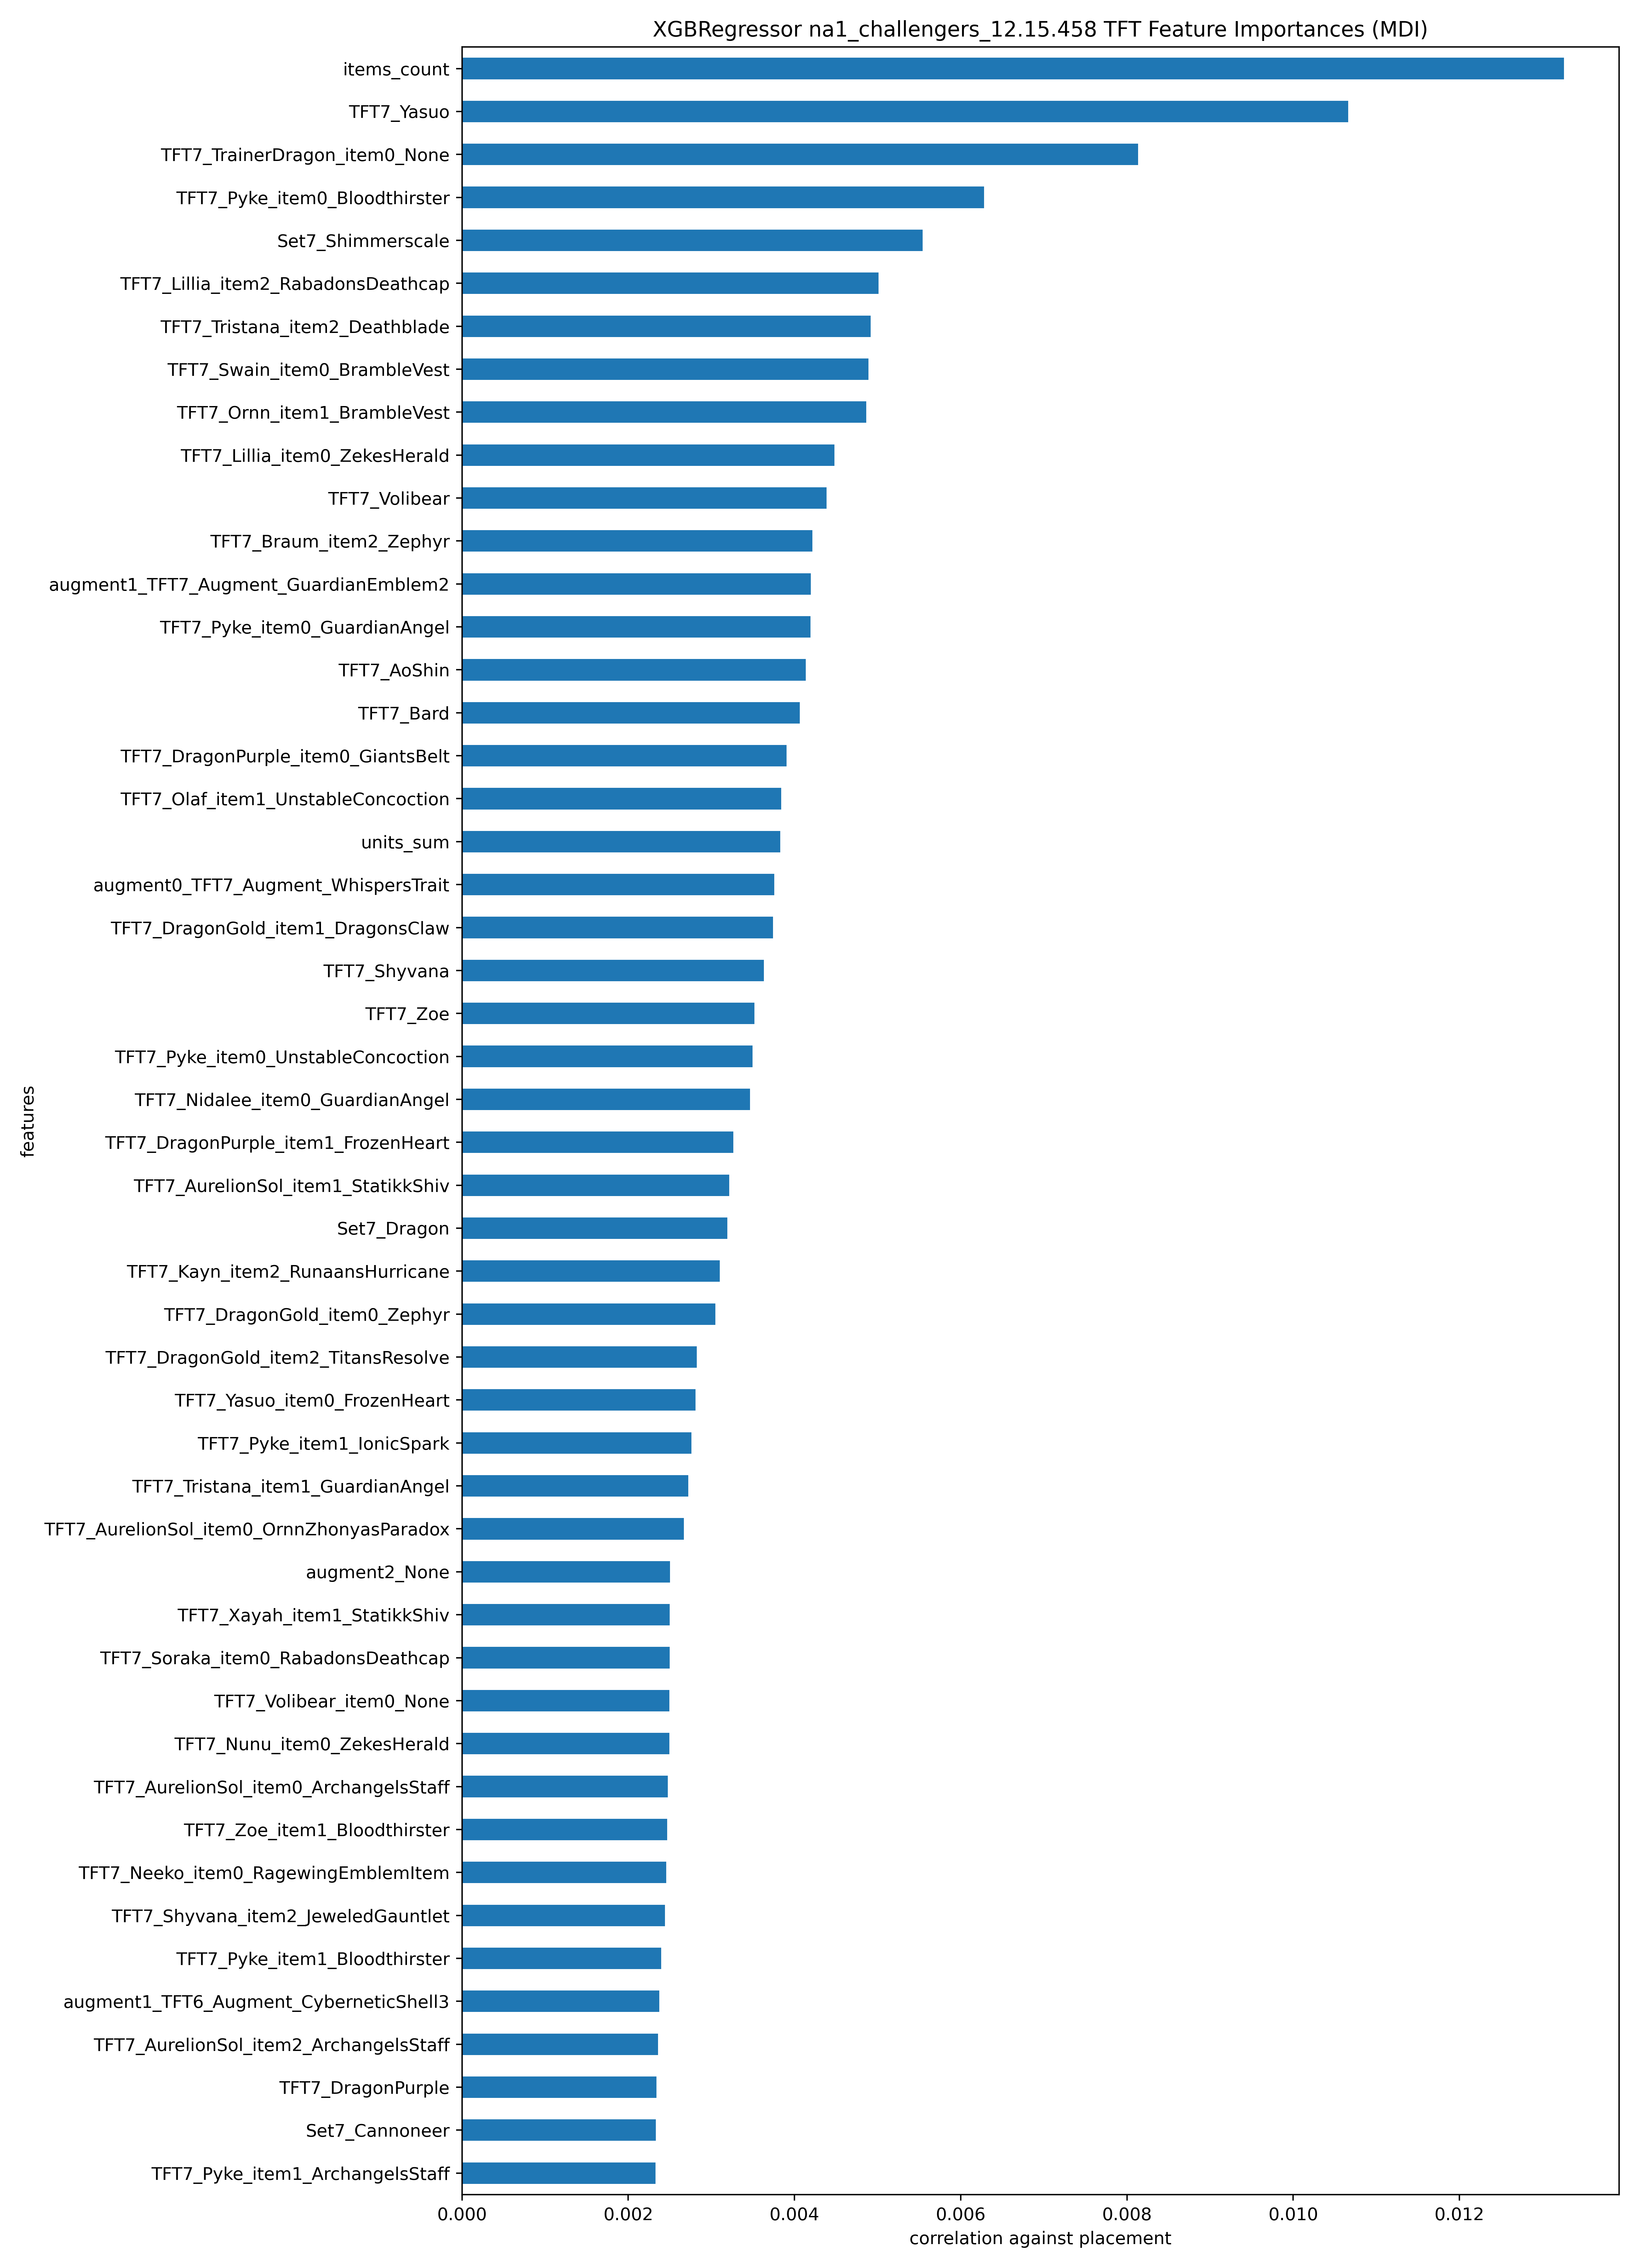 XGBRegressor na1_challengers_12.15.458 TFT Feature Importances (MDI)
items_count
TFT7_Yasuo
TFT7_TrainerDragon_item0_None
TFT7_Pyke_item0_Bloodthirster
Set7_Shimmerscale
TFT7_Lillia_item2_RabadonsDeathcap
TFT7_Tristana_item2_Deathblade
TFT7_Swain_item0_BrambleVest
TFT7_Ornn_item1_BrambleVest
TFT7_Lillia_item0_ZekesHerald
TFT7_Volibear
TFT7_Braum_item2_Zephyr
augment1_TFT7_Augment_GuardianEmblem2
TFT7_Pyke_item0_GuardianAngel
TFT7_AoShin
TFT7_Bard
TFT7_DragonPurple_item0_GiantsBelt
TFT7_Olaf_item1_UnstableConcoction
units_sum
augment0_TFT7_Augment_WhispersTrait
TFT7_DragonGold_item1_DragonsClaw
TFT7_Shyvana
TFT7_Zoe
TFT7_Pyke_item0_UnstableConcoction
TFT7_Nidalee_item0_GuardianAngel
TFT7_DragonPurple_item1_FrozenHeart
TFT7_AurelionSol_item1_StatikkShiv
Set7_Dragon
TFT7_Kayn_item2_RunaansHurricane
TFT7_DragonGold_item0_Zephyr
TFT7_DragonGold_item2_TitansResolve
TFT7_Yasuo_item0_FrozenHeart
TFT7_Pyke_item1_IonicSpark
TFT7_Tristana_item1_GuardianAngel
TFT7_AurelionSol_item0_OrnnZhonyasParadox
augment2_None
TFT7_Xayah_item1_StatikkShiv
TFT7_Soraka_item0_RabadonsDeathcap
TFT7_Volibear_item0_None
TFT7_Nunu_item0_ZekesHerald
TFT7_AurelionSol_item0_ArchangelsStaff
TFT7_Zoe_item1_Bloodthirster
TFT7_Neeko_item0_RagewingEmblemItem
TFT7_Shyvana_item2_JeweledGauntlet
TFT7_Pyke_item1_Bloodthirster
augment1_TFT6_Augment_CyberneticShell3
TFT7_AurelionSol_item2_ArchangelsStaff
TFT7_DragonPurple
Set7_Cannoneer
TFT7_Pyke_item1_ArchangelsStaff
features
0.000 0.002 0.004 0.006 0.008 0.010 0.012
correlation against placement